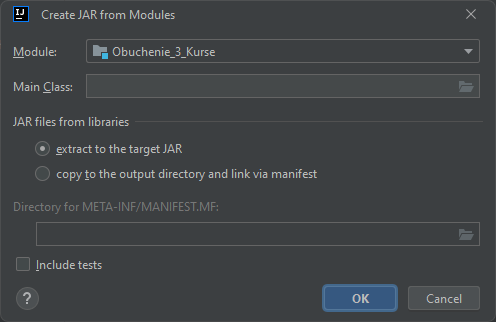 IJ
Create JAR from Modules
Module:
Obuchenie_3_Kurse
Main Class:
JAR files from libraries
extract to the target JAR
copy to the output directory and link via manifest
Directory for META-INF/MANIFEST.MF:
Include tests
?
OK
Cancel